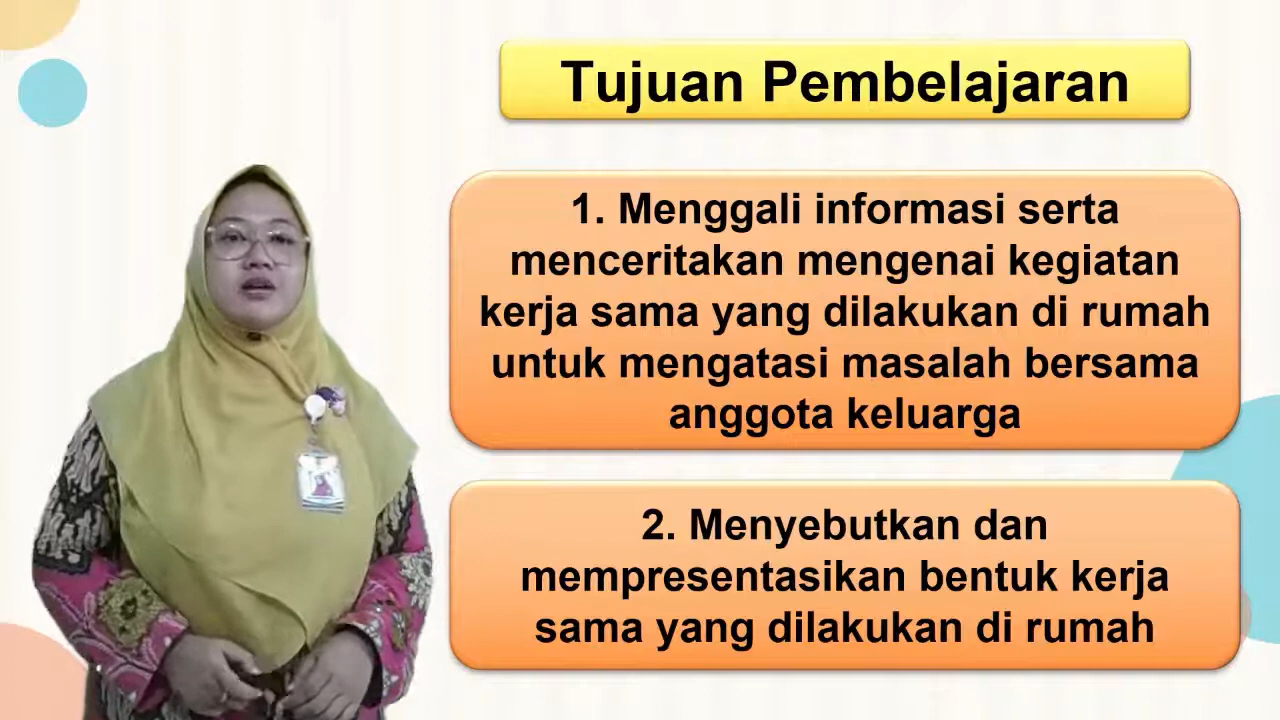 Tujuan Pembelajaran
1. Menggali informasi serta
menceritakan mengenai kegiatan
kerja sama yang dilakukan di rumah
untuk mengatasi masalah bersama
anggota keluarga
2. Menyebutkan dan
mempresentasikan bentuk kerja
sama yang dilakukan di rumah